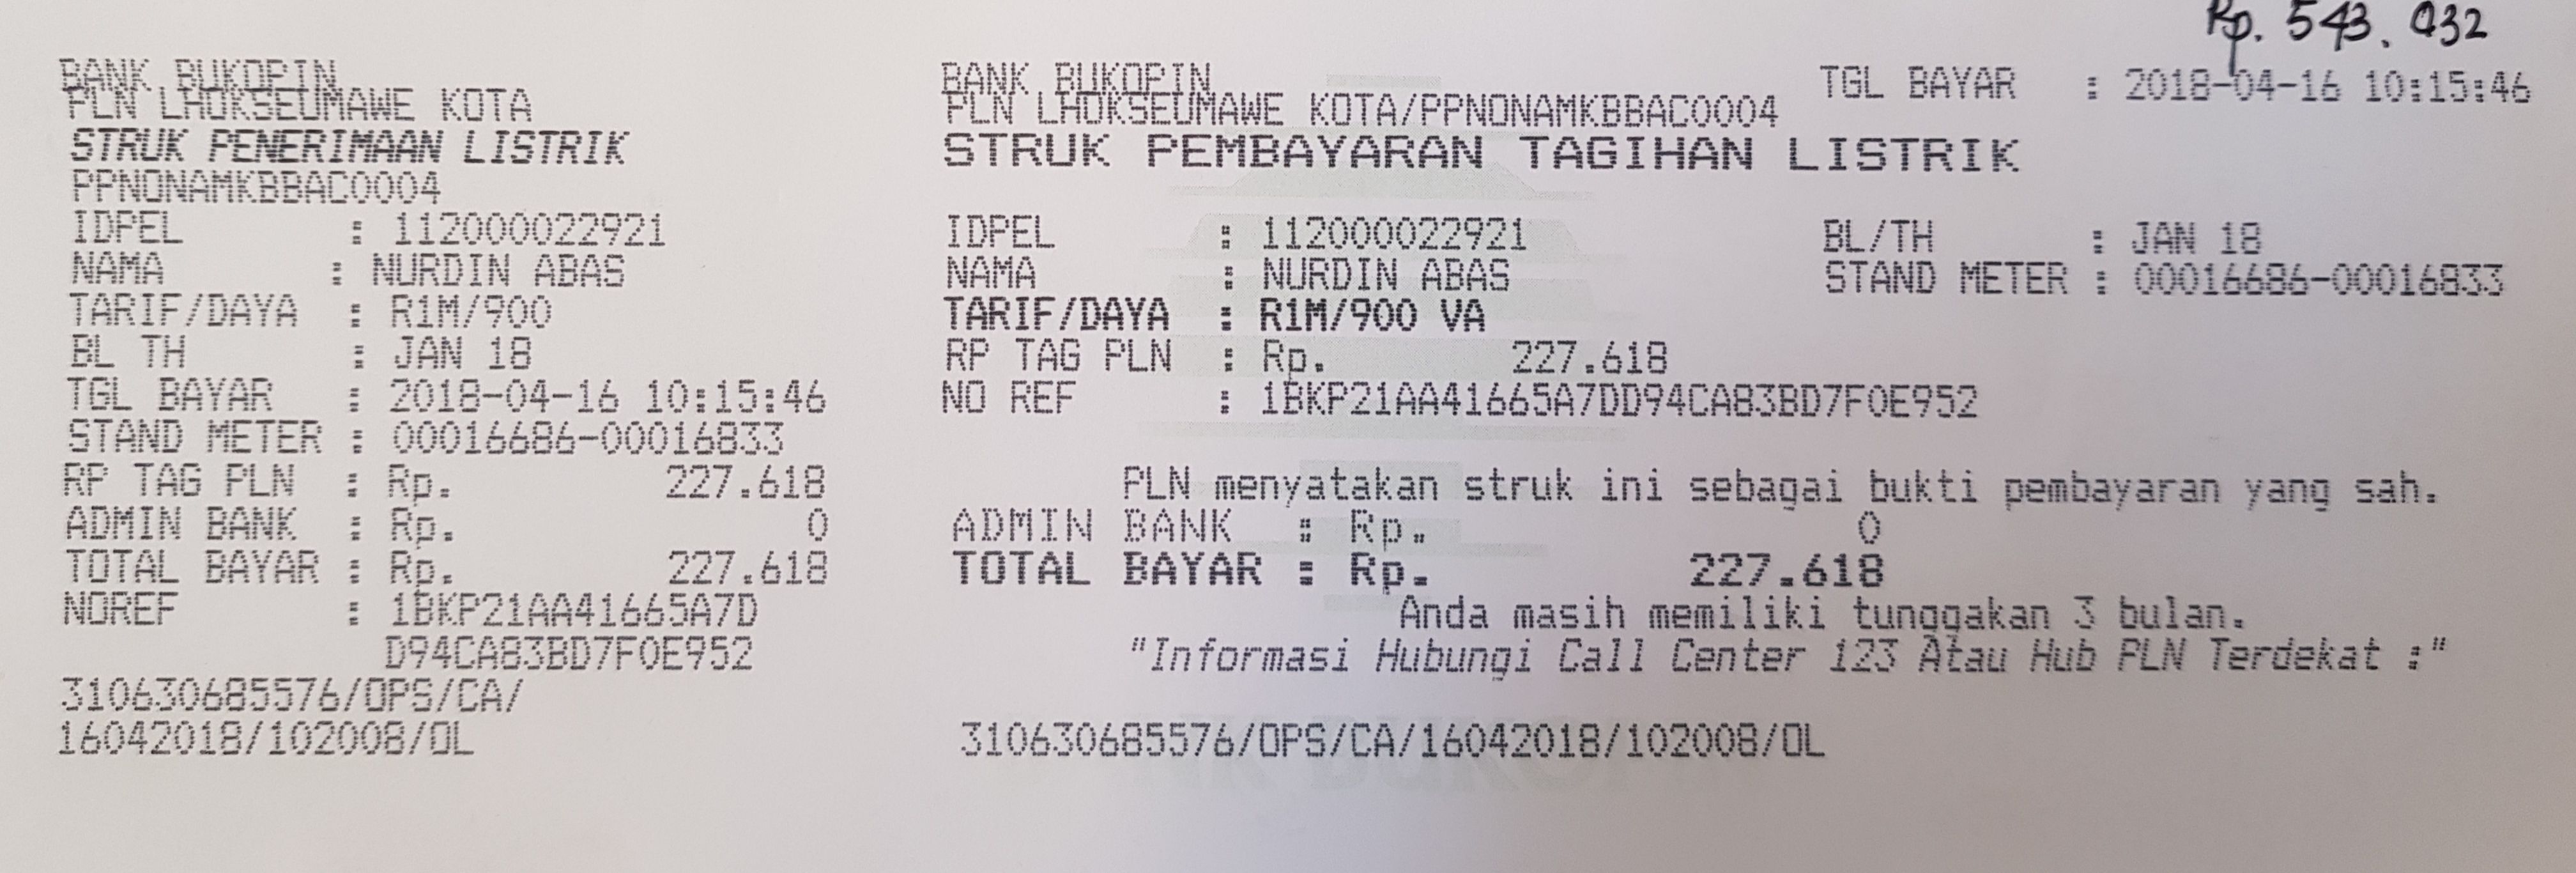 Rp. 543.032
BANK BUKOPIN
PLN LHOKSEUMAWE KOTA
STRUK PENERIMAAN LISTRIK
PPNONAMKBBAC0004
IDPEL : 112000022921
NAMA : NURDIN ABAS
TARIF/DAYA : R1M/900
BL TH : JAN 18
TGL BAYAR : 2018-04-16 10:15:46
STAND METER : 00016686-00016833
RP TAG PLN : Rp. 227.618
ADMIN BANK : Rp. 0
TOTAL BAYAR : Rp. 227.618
NOREF : 1BKP21AA41665A7D
D94CA83BD7F0E952
310630685576/OPS/CA/
16042018/102008/OL
BANK BUKOPIN
TGL BAYAR : 2018-04-16 10:15:46
PLN LHOKSEUMAWE KOTA/PPNONAMKBBAC0004
STRUK PEMBAYARAN TAGIHAN LISTRIK
IDPEL : 112000022921 BL/TH : JAN 18
NAMA : NURDIN ABAS STAND METER : 00016686-00016833
TARIF/DAYA : R1M/900 VA
RP TAG PLN : Rp. 227.618
NO REF : 1BKP21AA41665A7DD94CA83BD7F0E952
PLN menyatakan struk ini sebagai bukti pembayaran yang sah.
ADMIN BANK : Rp. 0
TOTAL BAYAR : Rp. 227.618
Anda masih memiliki tunggakan 3 bulan.
"Informasi Hubungi Call Center 123 Atau Hub PLN Terdekat :"
310630685576/OPS/CA/16042018/102008/OL